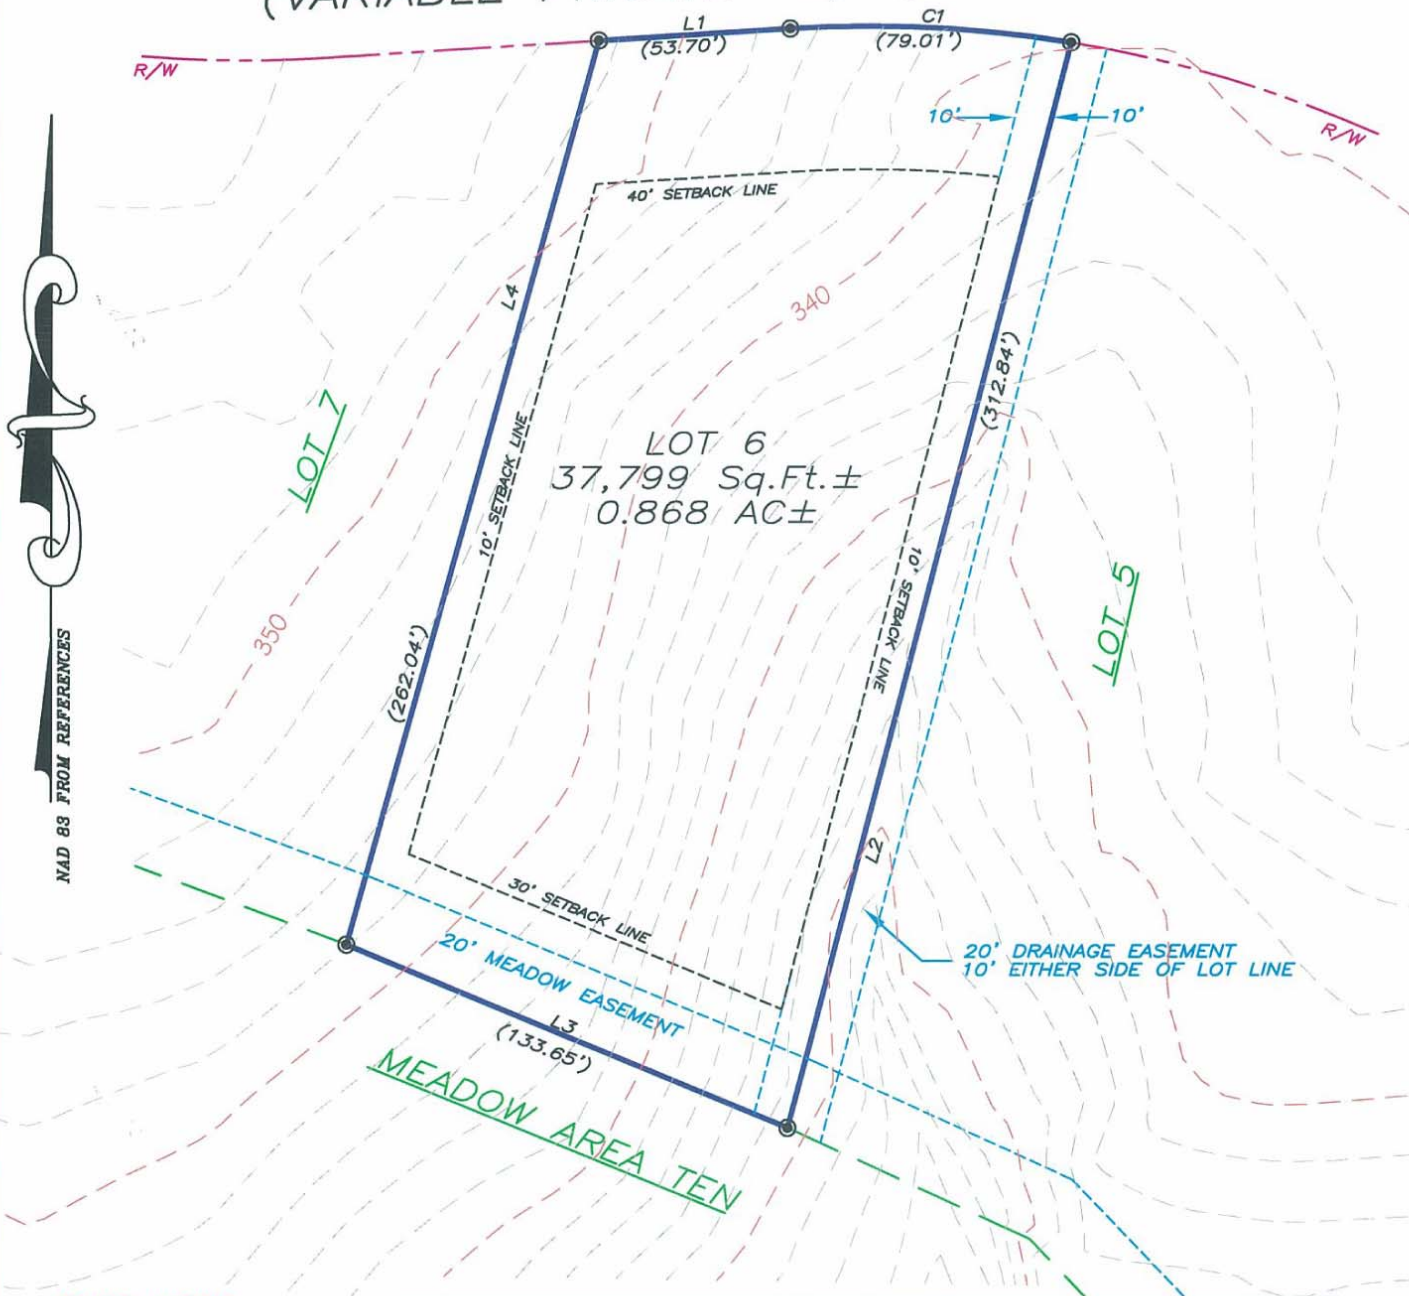 (VARIABLE
L1
(53.70')
C1
(79.01')
R/W
R/W
10'
10'
40' SETBACK LINE
L4
340
(312.84')
LOT 7
10' SETBACK LINE
LOT 6
37,799 Sq.Ft.±
0.868 AC±
10' SETBACK LINE
LOT 5
350
(262.04')
NAD 83 FROM REFERENCES
L2
30' SETBACK LINE
20' MEADOW EASEMENT
20' DRAINAGE EASEMENT
10' EITHER SIDE OF LOT LINE
L3
(133.65')
MEADOW AREA TEN